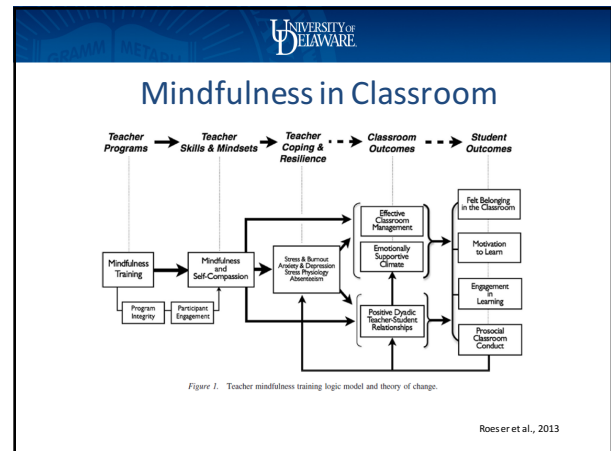 GRAMM METAPH
UNIVERSITY OF
DELAWARE.
Mindfulness in Classroom
Teacher
Programs
Teacher
Skills & Mindsets
Teacher
Coping &
Resilience
Classroom
Outcomes
Student
Outcomes
Mindfulness
Training
Program
Integrity
Participant
Engagement
Mindfulness
and
Self-Compassion
Stress & Burnout
Anxiety & Depression
Stress Physiology
Absenteeism
Effective
Classroom
Management
Emotionally
Supportive
Climate
Positive Dyadic
Teacher-Student
Relationships
Felt Belonging
in the Classroom
Motivation
to Learn
Engagement
in
Learning
Prosocial
Classroom
Conduct
Figure 1. Teacher mindfulness training logic model and theory of change.
Roeser et al., 2013